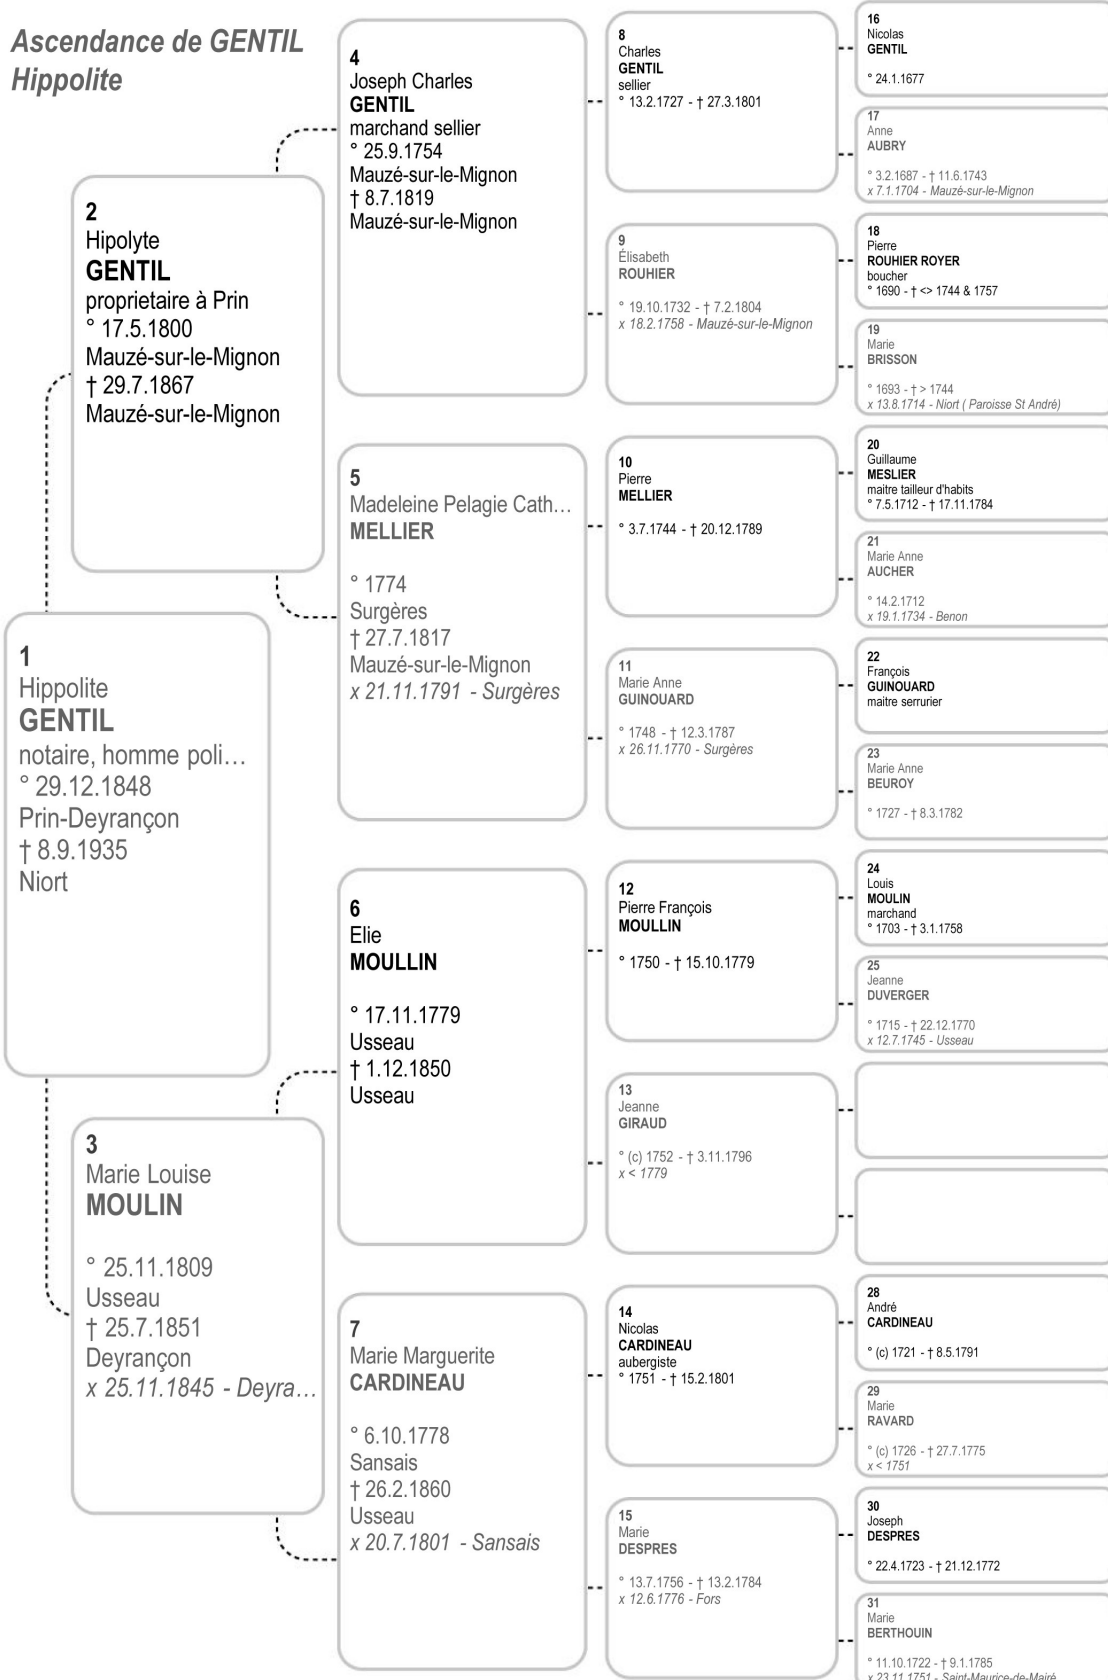 Ascendance de GENTIL
Hippolite
1
Hippolite
GENTIL
notaire, homme poli…
° 29.12.1848
Prin-Deyrançon
† 8.9.1935
Niort
2
Hipolyte
GENTIL
proprietaire à Prin
° 17.5.1800
Mauzé-sur-le-Mignon
† 29.7.1867
Mauzé-sur-le-Mignon
3
Marie Louise
MOULIN
° 25.11.1809
Usseau
† 25.7.1851
Deyrançon
x 25.11.1845 - Deyra…
4
Joseph Charles
GENTIL
marchand sellier
° 25.9.1754
Mauzé-sur-le-Mignon
† 8.7.1819
Mauzé-sur-le-Mignon
5
Madeleine Pelagie Cath…
MELLIER
° 1774
Surgères
† 27.7.1817
Mauzé-sur-le-Mignon
x 21.11.1791 - Surgères
6
Elie
MOULLIN
° 17.11.1779
Usseau
† 1.12.1850
Usseau
7
Marie Marguerite
CARDINEAU
° 6.10.1778
Sansais
† 26.2.1860
Usseau
x 20.7.1801 - Sansais
8
Charles
GENTIL
sellier
° 13.2.1727 - † 27.3.1801
9
Élisabeth
ROUHIER
° 19.10.1732 - † 7.2.1804
x 18.2.1758 - Mauzé-sur-le-Mignon
10
Pierre
MELLIER
° 3.7.1744 - † 20.12.1789
11
Marie Anne
GUINOUARD
° 1748 - † 12.3.1787
x 26.11.1770 - Surgères
12
Pierre François
MOULLIN
° 1750 - † 15.10.1779
13
Jeanne
GIRAUD
° (c) 1752 - † 3.11.1796
x < 1779
14
Nicolas
CARDINEAU
aubergiste
° 1751 - † 15.2.1801
15
Marie
DESPRES
° 13.7.1756 - † 13.2.1784
x 12.6.1776 - Fors
16
Nicolas
GENTIL
° 24.1.1677
17
Anne
AUBRY
° 3.2.1687 - † 11.6.1743
x 7.1.1704 - Mauzé-sur-le-Mignon
18
Pierre
ROUHIER ROYER
boucher
° 1690 - † <> 1744 & 1757
19
Marie
BRISSON
° 1693 - † > 1744
x 13.8.1714 - Niort ( Paroisse St André)
20
Guillaume
MESLIER
maitre tailleur d'habits
° 7.5.1712 - † 17.11.1784
21
Marie Anne
AUCHER
° 14.2.1712
x 19.1.1734 - Benon
22
François
GUINOUARD
maitre serrurier
23
Marie Anne
BEUROY
° 1727 - † 8.3.1782
24
Louis
MOULIN
marchand
° 1703 - † 3.1.1758
25
Jeanne
DUVERGER
° 1715 - † 22.12.1770
x 12.7.1745 - Usseau
28
André
CARDINEAU
° (c) 1721 - † 8.5.1791
29
Marie
RAVARD
° (c) 1726 - † 27.7.1775
x < 1751
30
Joseph
DESPRES
° 22.4.1723 - † 21.12.1772
31
Marie
BERTHOUIN
° 11.10.1722 - † 9.1.1785
x 23.11.1751 - Saint-Maurice-de-Mairé